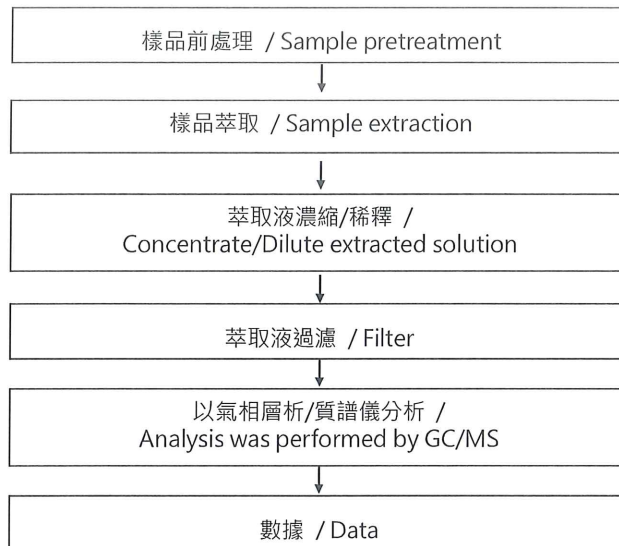 樣品前處理 / Sample pretreatment
樣品萃取 / Sample extraction
萃取液濃縮/稀釋 /
Concentrate/Dilute extracted solution
萃取液過濾 / Filter
以氣相層析/質譜儀分析 /
Analysis was performed by GC/MS
數據 / Data